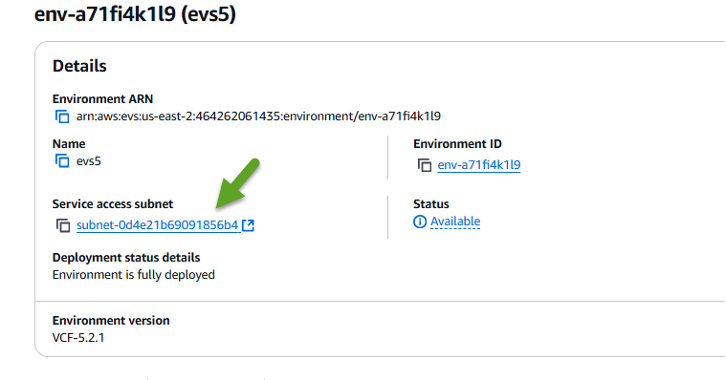 env-a71fi4k1l9 (evs5)
Details
Environment ARN
arn:aws:evs:us-east-2:464262061435:environment/env-a71fi4k1l9
Name
evs5
Environment ID
env-a71fi4k1l9
Service access subnet
subnet-0d4e21b69091856b4
Status
Available
Deployment status details
Environment is fully deployed
Environment version
VCF-5.2.1